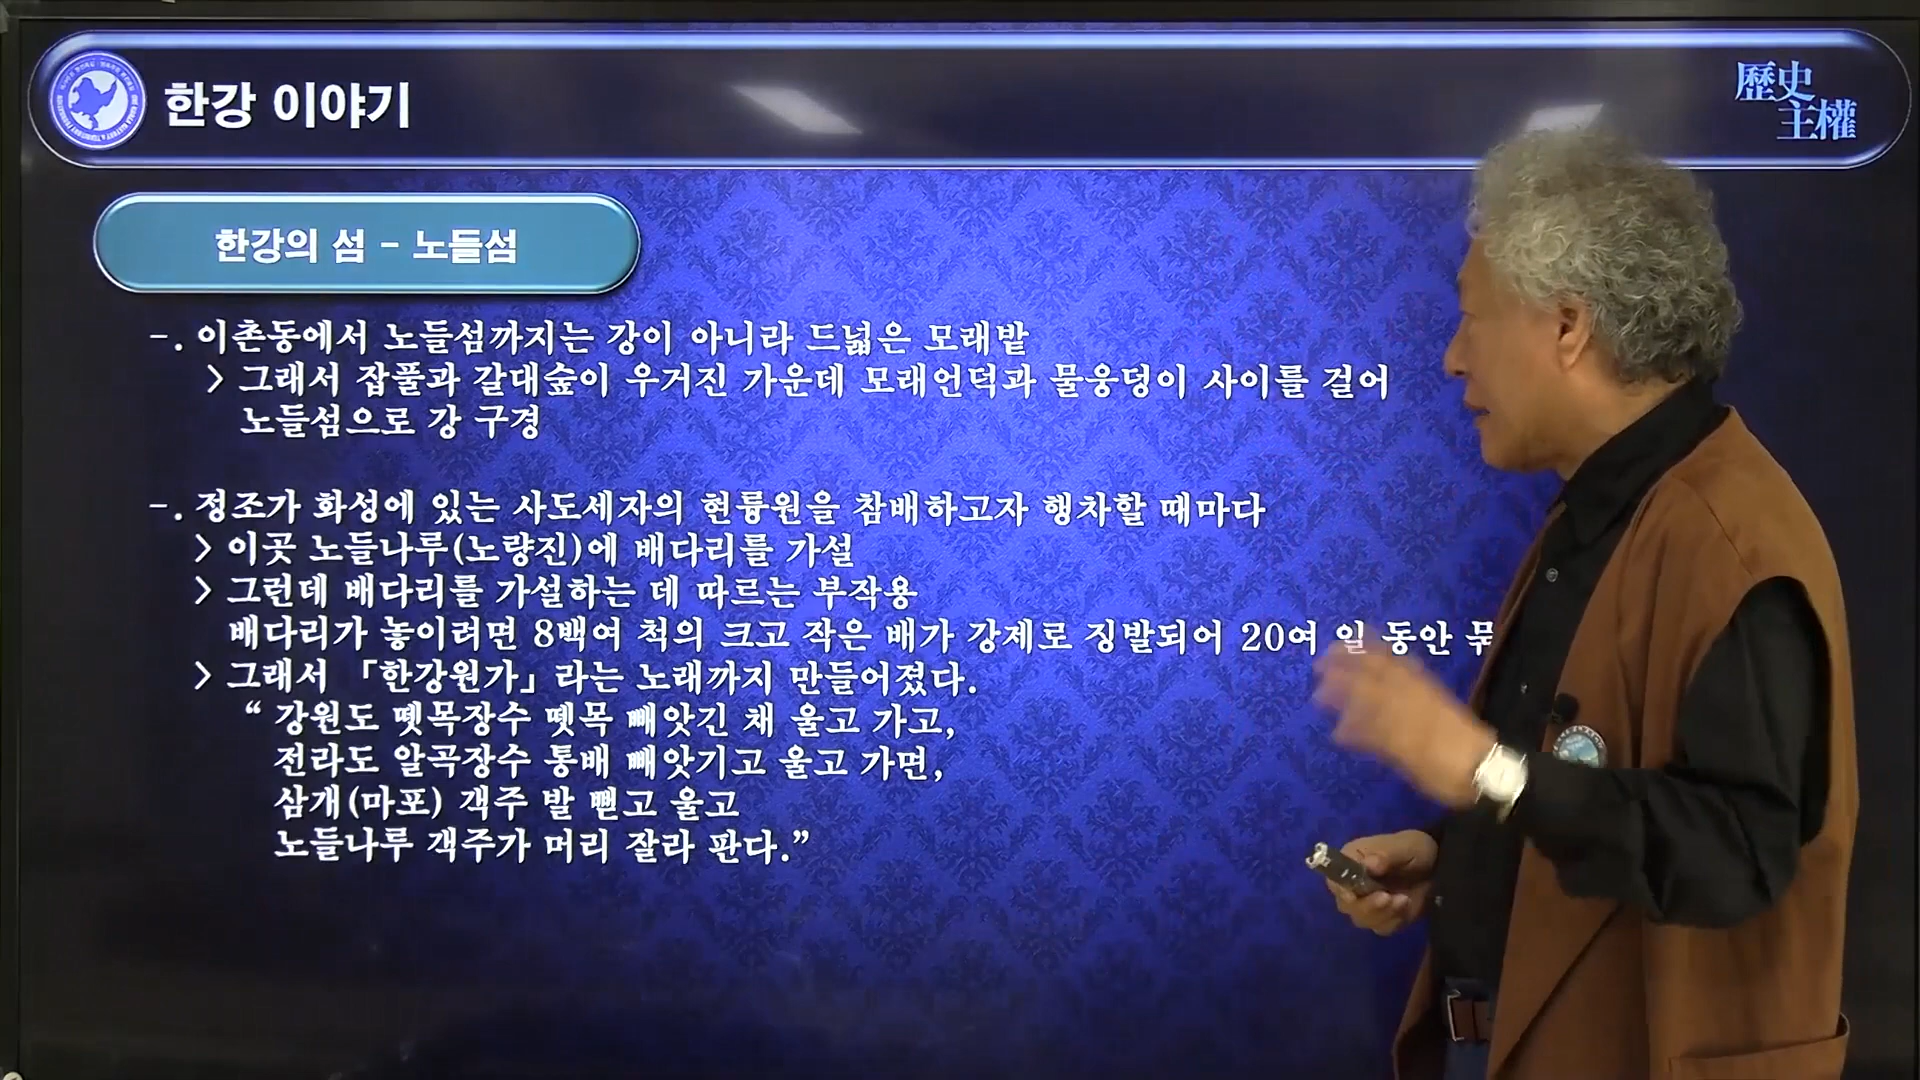 한강 이야기
歷史
主權
한강의 섬 - 노들섬
-. 이촌동에서 노들섬까지는 강이 아니라 드넓은 모래밭
> 그래서 잡풀과 갈대숲이 우거진 가운데 모래언덕과 물웅덩이 사이를 걸어
노들섬으로 강 구경
-. 정조가 화성에 있는 사도세자의 현륭원을 참배하고자 행차할 때마다
> 이곳 노들나루(노량진)에 배다리를 가설
> 그런데 배다리를 가설하는 데 따르는 부작용
배다리가 놓이려면 8백여 척의 크고 작은 배가 강제로 징발되어 20여 일 동안
> 그래서 「한강원가」라는 노래까지 만들어졌다.
“ 강원도 뗏목장수 뗏목 빼앗긴 채 울고 가고,
전라도 알곡장수 통배 빼앗기고 울고 가면,
삼개(마포) 객주 발 뻗고 울고
노들나루 객주가 머리 잘라 판다.”